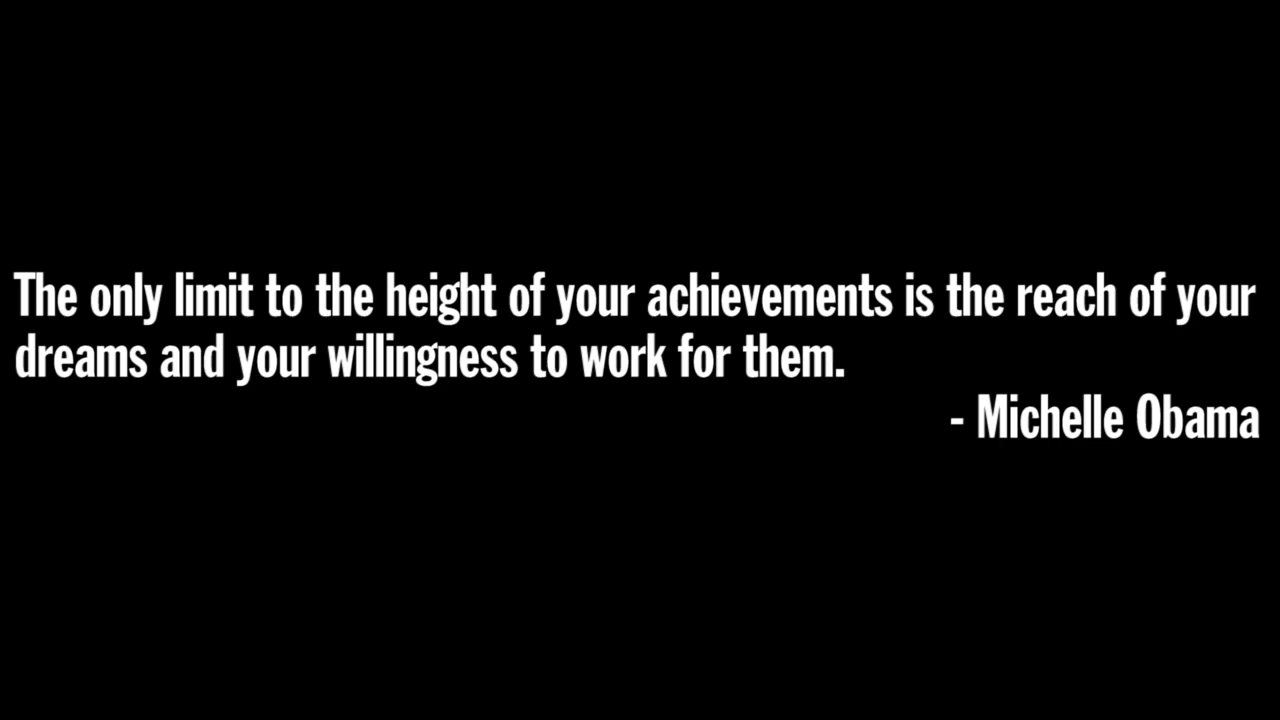 The only limit to the height of your achievements is the reach of your
dreams and your willingness to work for them.
- Michelle Obama